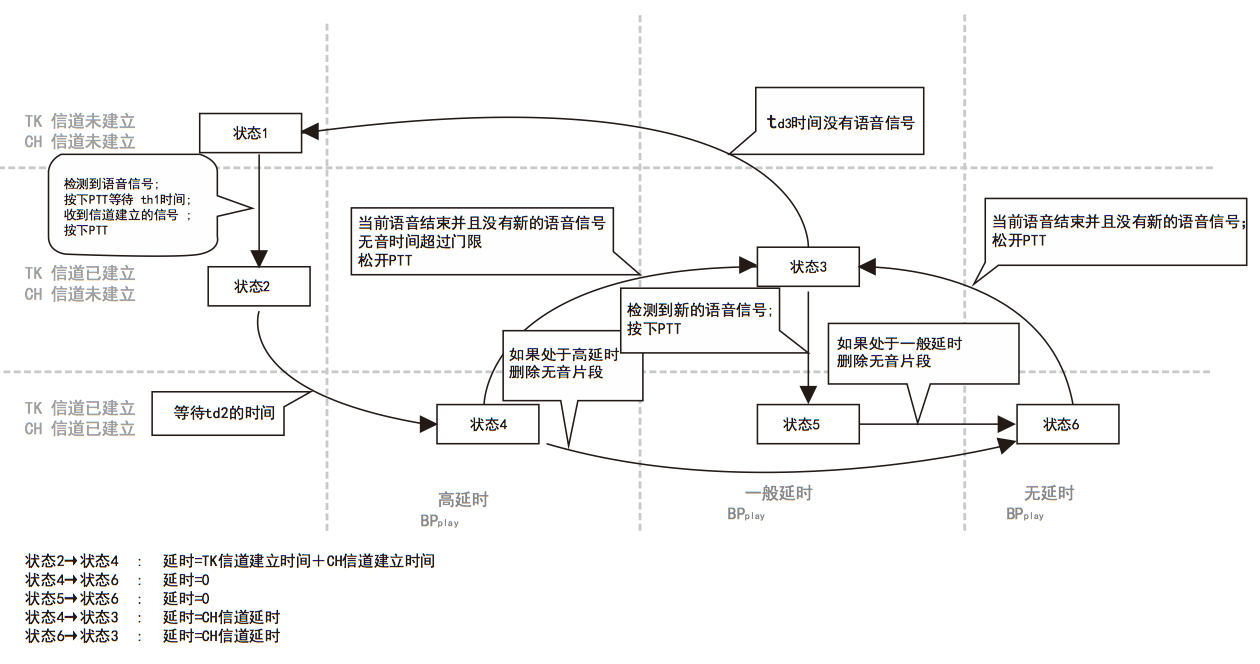 TK 信道未建立
CH 信道未建立
状态1
td3时间没有语音信号
检测到语音信号;
按下PTT等待 th1时间;
收到信道建立的信号 ;
按下PTT
当前语音结束并且没有新的语音信号
无音时间超过门限
松开PTT
当前语音结束并且没有新的语音信号;
松开PTT
TK 信道已建立
CH 信道未建立
状态2
状态3
检测到新的语音信号;
按下PTT
如果处于高延时
删除无音片段
如果处于一般延时
删除无音片段
TK 信道已建立
CH 信道已建立
等待td2的时间
状态4
状态5
状态6
高延时
BPplay
一般延时
BPplay
无延时
BPplay
状态2→状态4 : 延时=TK信道建立时间+CH信道建立时间
状态4→状态6 : 延时=0
状态5→状态6 : 延时=0
状态4→状态3 : 延时=CH信道延时
状态6→状态3 : 延时=CH信道延时